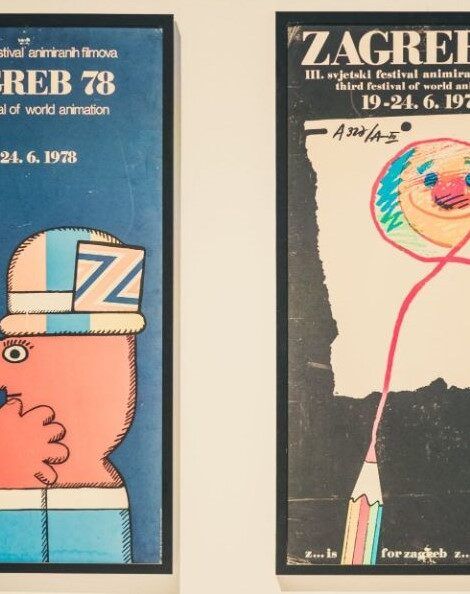 stival animiranih filmova
GREB 78
al of world animation
24. 6. 1978
Z
ZAGREB
III. svjetski festival animira
third festival of world ani
19-24. 6. 197
z... is for zagreb z..